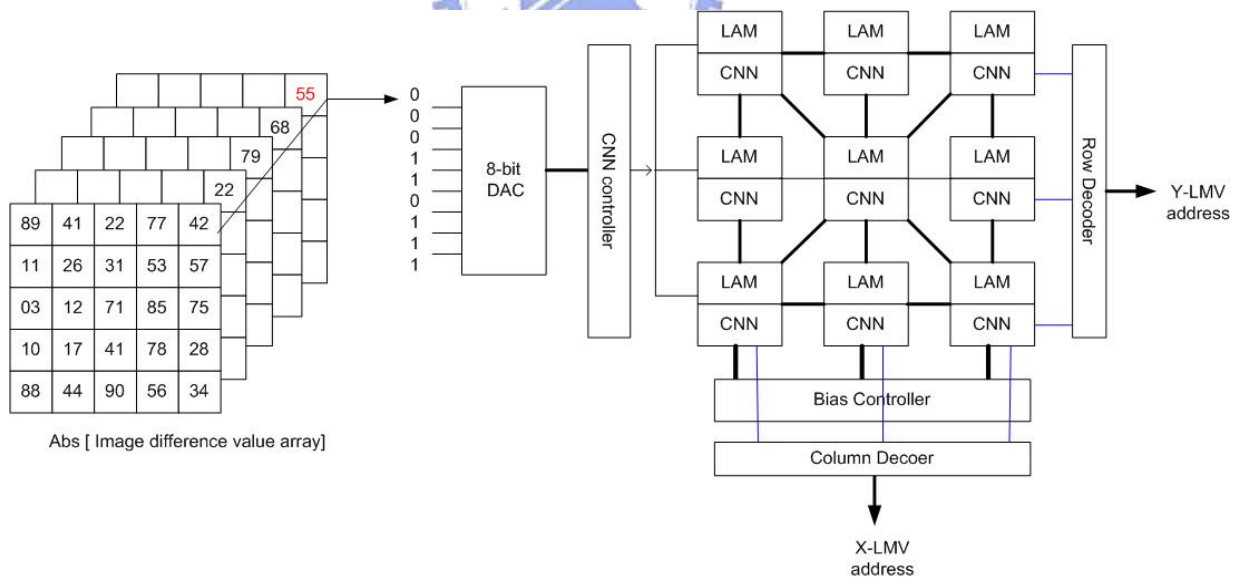 55
68
79
22
89 41 22 77 42
11 26 31 53 57
03 12 71 85 75
10 17 41 78 28
88 44 90 56 34
Abs [ Image difference value array]
0
0
0
1
1
0
1
1
1
8-bit
DAC
CNN controller
LAM LAM LAM
CNN CNN CNN
LAM LAM LAM
CNN CNN CNN
LAM LAM LAM
CNN CNN CNN
Row Decoder
Y-LMV
address
Bias Controller
Column Decoer
X-LMV
address